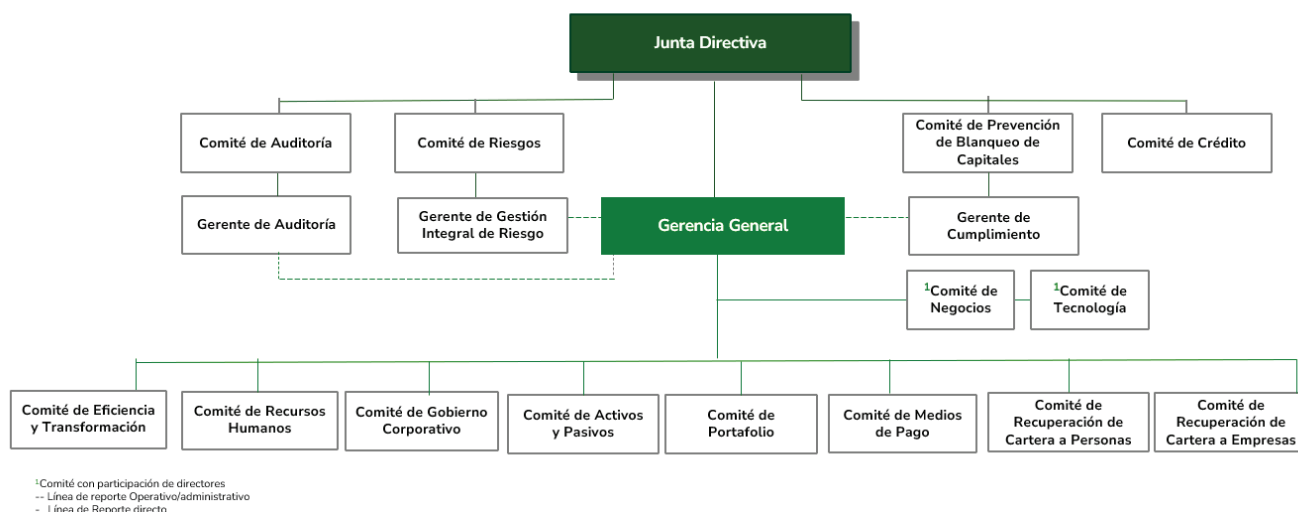 Junta Directiva
Comité de Auditoría
Comité de Riesgos
Comité de Prevención
de Blanqueo de
Capitales
Comité de Crédito
Gerente de Auditoría
Gerente de Gestión
Integral de Riesgo
Gerencia General
Gerente de
Cumplimiento
¹Comité de
Negocios
¹Comité de
Tecnología
Comité de Eficiencia
y Transformación
Comité de Recursos
Humanos
Comité de Gobierno
Corporativo
Comité de Activos
y Pasivos
Comité de
Portafolio
Comité de Medios
de Pago
Comité de
Recuperación de
Cartera a Personas
Comité de
Recuperación de
Cartera a Empresas
¹Comité con participación de directores
-- Línea de reporte Operativo/administrativo
- Línea de Reporte directo